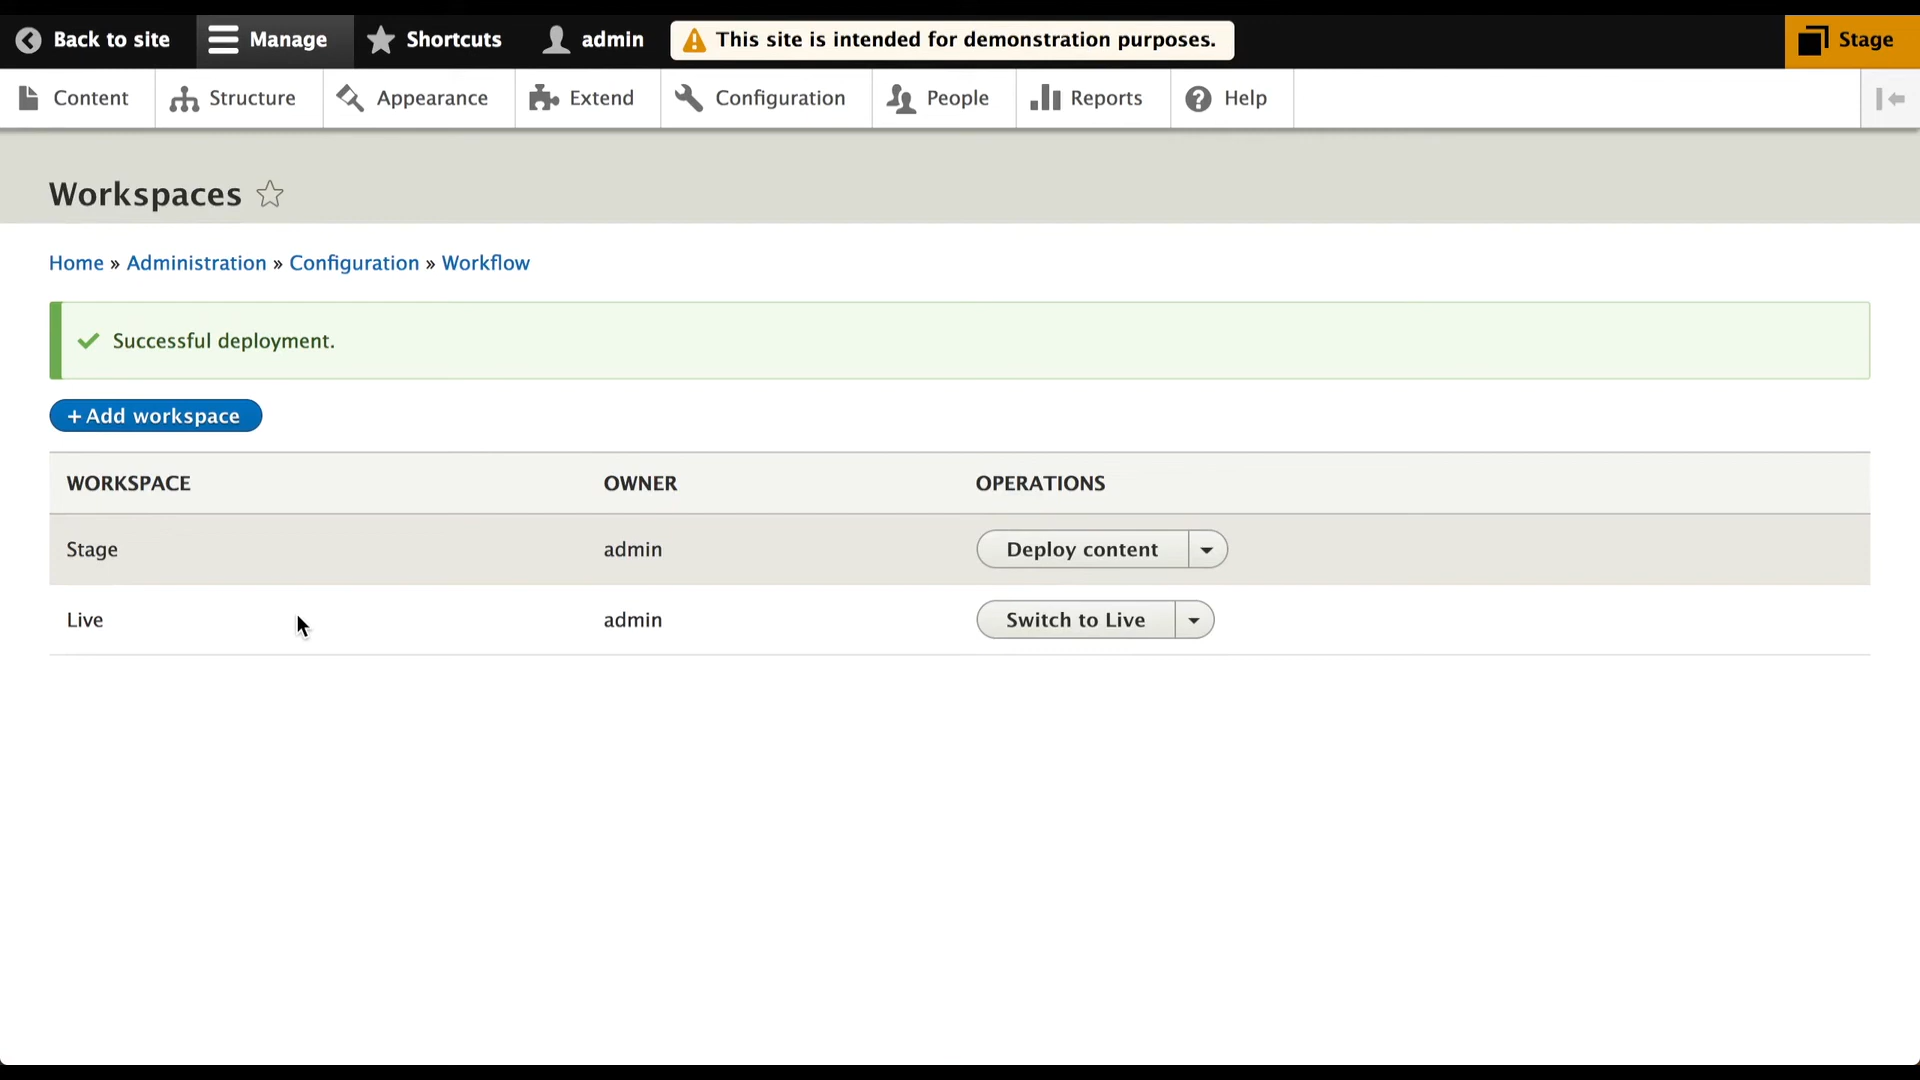 Back to site Manage Shortcuts admin This site is intended for demonstration purposes. Stage
Content Structure Appearance Extend Configuration People Reports Help
Workspaces
Home » Administration » Configuration » Workflow
Successful deployment.
+ Add workspace
WORKSPACE OWNER OPERATIONS
Stage admin Deploy content
Live admin Switch to Live